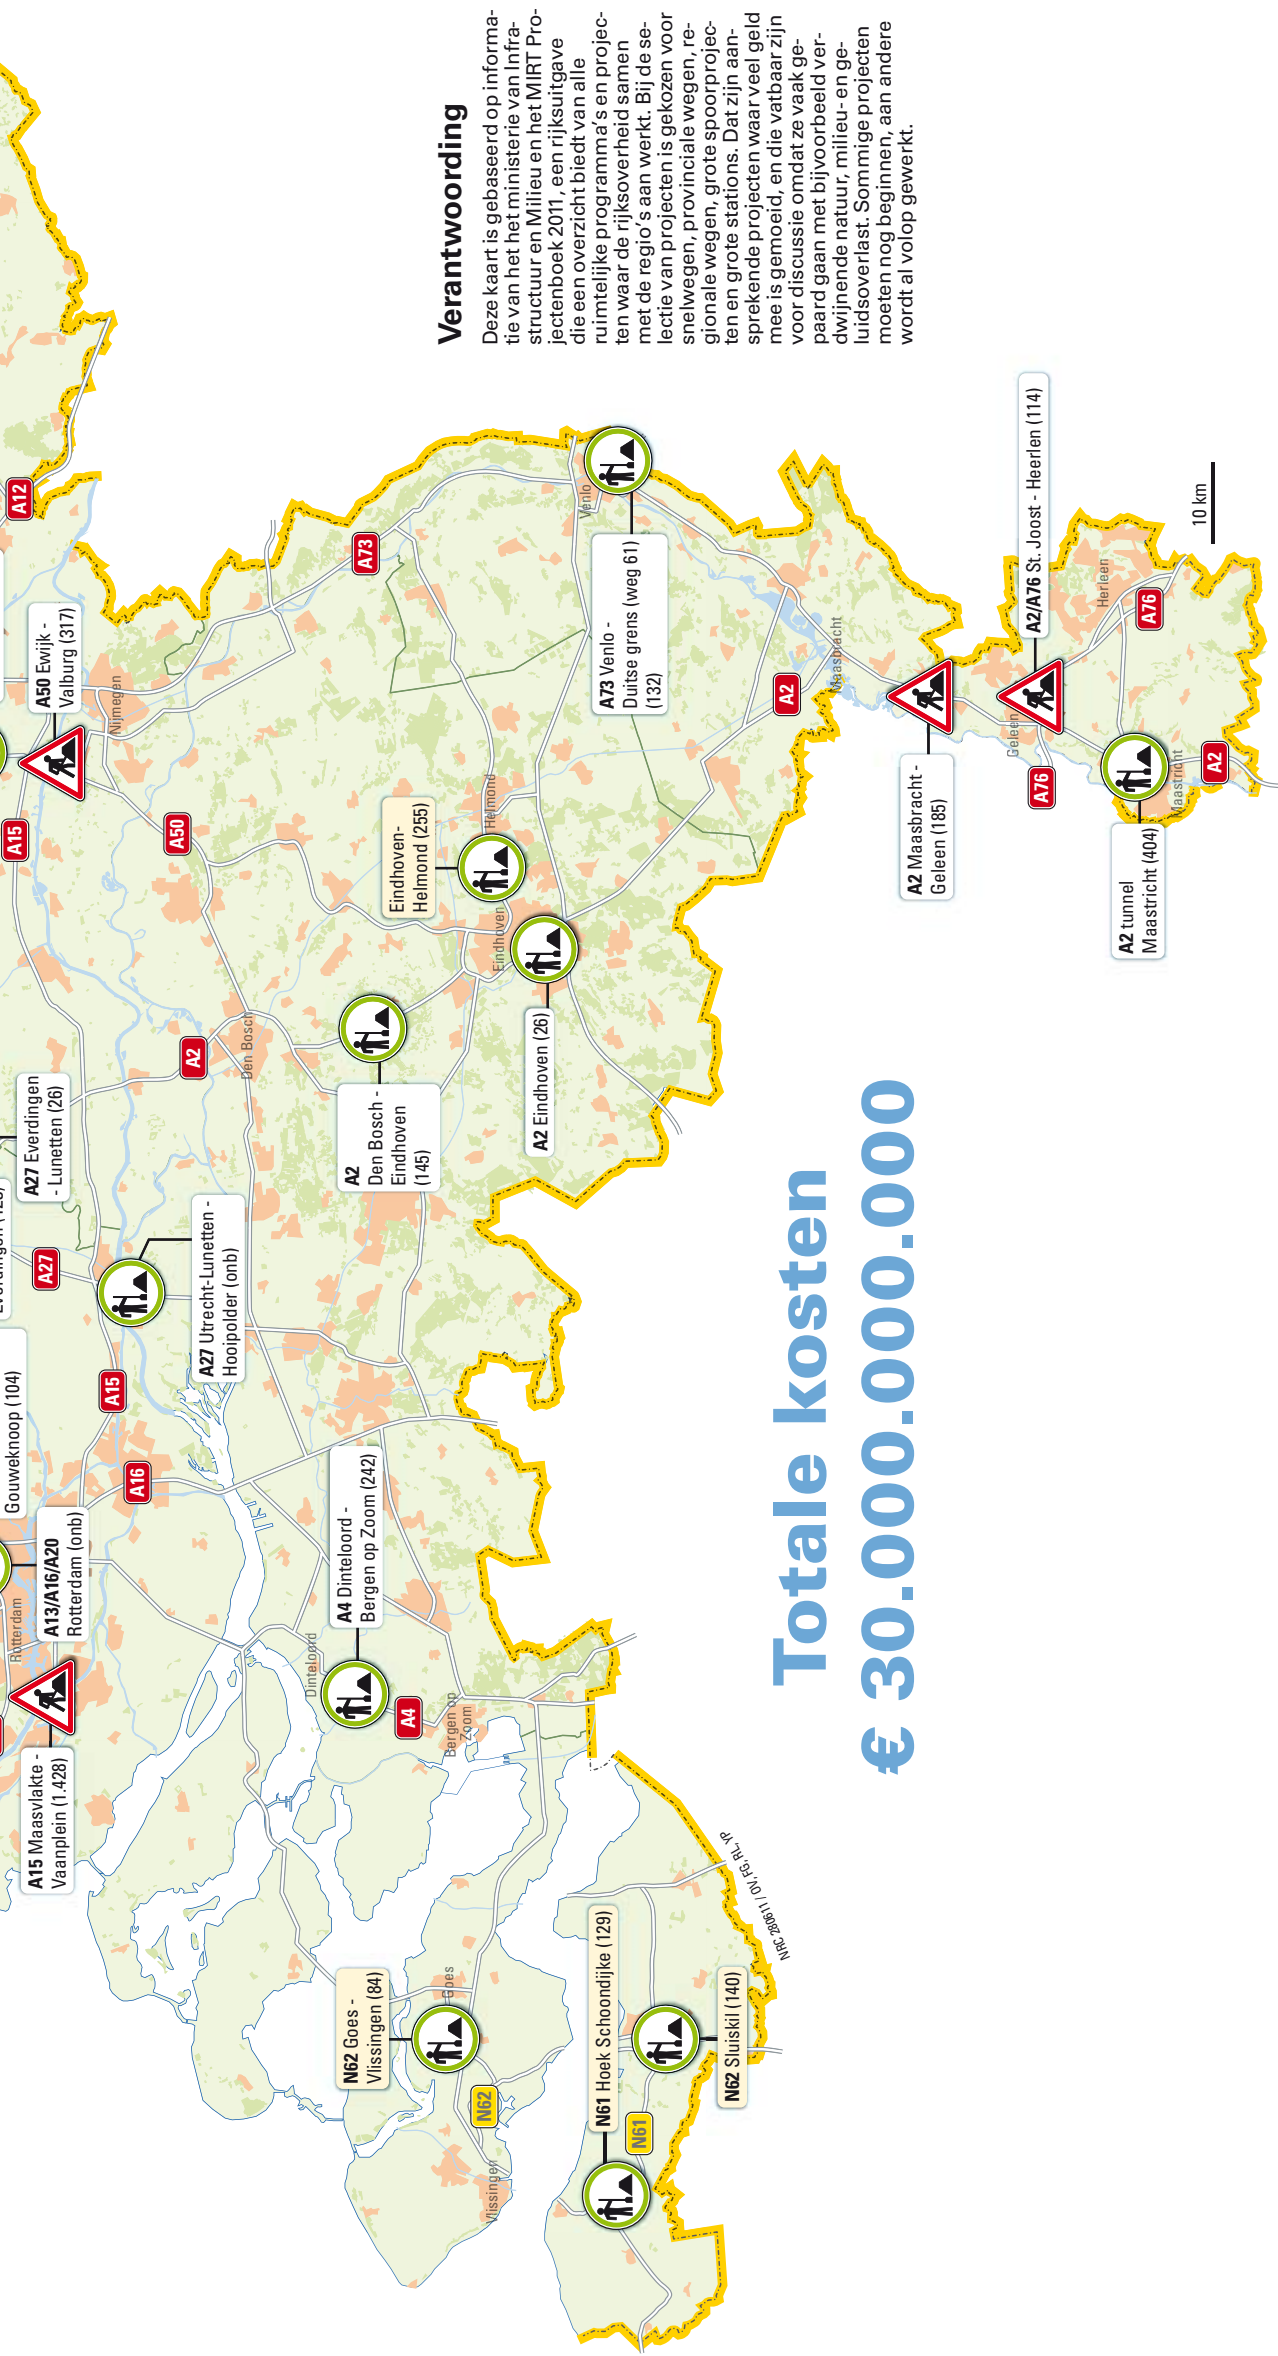 Verantwoording
Deze kaart is gebaseerd op informa-
tie van het het ministerie van Infra-
structuur en Milieu en het MIRT Pro-
jectenboek 2011, een rijksuitgave
die een overzicht biedt van alle
ruimtelijke programma's en projec-
ten waar de rijksoverheid samen
met de regio's aan werkt. Bij de se-
lectie van projecten is gekozen voor
snelwegen, provinciale wegen, re-
gionale wegen, grote spoorprojec-
ten en grote stations. Dat zijn aan-
sprekende projecten waar veel geld
mee is gemoeid, en die vatbaar zijn
voor discussie omdat ze vaak ge-
paard gaan met bijvoorbeeld ver-
dwijnende natuur, milieu- en ge-
luidsoverlast. Sommige projecten
moeten nog beginnen, aan andere
wordt al volop gewerkt.
Totale kosten
€ 30.000.000.000
A15 Maasvlakte -
Vaanplein (1.428)
Rotterdam
A13/A16/A20
Rotterdam (onb)
Gouweknoop (104)
A16
A15
A27
A27 Everdingen
- Lunetten (26)
A27 Utrecht-Lunetten -
Hooipolder (onb)
A15
A12
A50 Ewijk -
Valburg (317)
Nijmegen
A50
A2
Den Bosch
A73
A2
Den Bosch -
Eindhoven
(145)
Eindhoven-
Helmond (255)
Helmond
Eindhoven
A2 Eindhoven (26)
A73 Venlo -
Duitse grens (weg 61)
(132)
Venlo
A2
Maasbracht
A2 Maasbracht -
Geleen (185)
A2/A76 St. Joost - Heerlen (114)
Geleen
Herleen
A76
A76
A2 tunnel
Maastricht (404)
Maastricht
A2
10 km
Dinteloord
A4 Dinteloord -
Bergen op Zoom (242)
A4
Bergen op
Zoom
N62 Goes -
Vlissingen (84)
Goes
N62
Vlissingen
N61 Hoek Schoondijke (129)
N61
N62 Sluiskil (140)
NRC 280611 / OV, FG, RL, YP